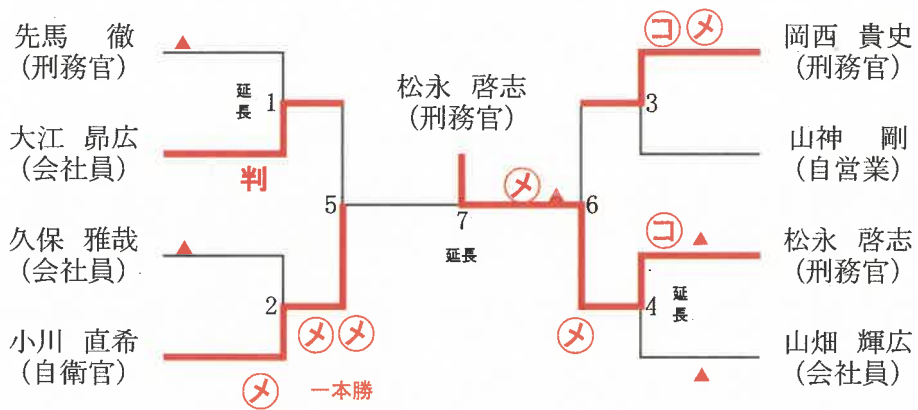 先馬 徹
(刑務官)
▲
延長
1
大江 昴広
(会社員)
判
久保 雅哉
(会社員)
▲
2
小川 直希
(自衛官)
㋱
一本勝
㋱㋱
5
松永 啓志
(刑務官)
㋱
▲
7
延長
6
㋙㋱
岡西 貴史
(刑務官)
3
山神 剛
(自営業)
㋙
▲
松永 啓志
(刑務官)
4
延長
㋱
山畑 輝広
(会社員)
▲